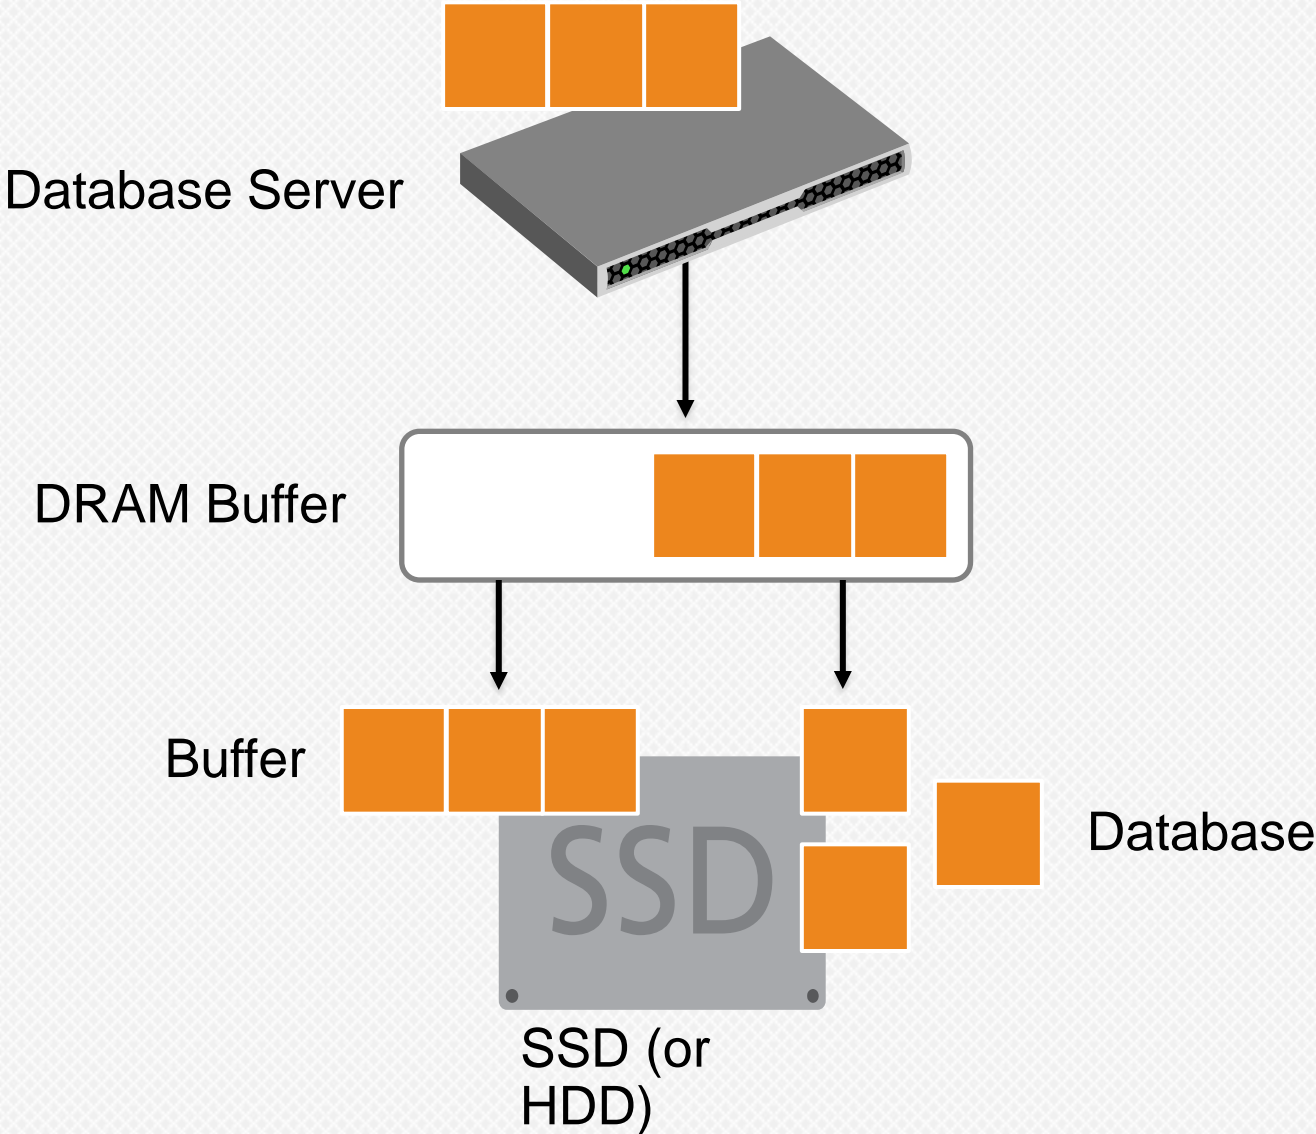 Database Server
DRAM Buffer
Buffer
Database
SSD
SSD (or
HDD)